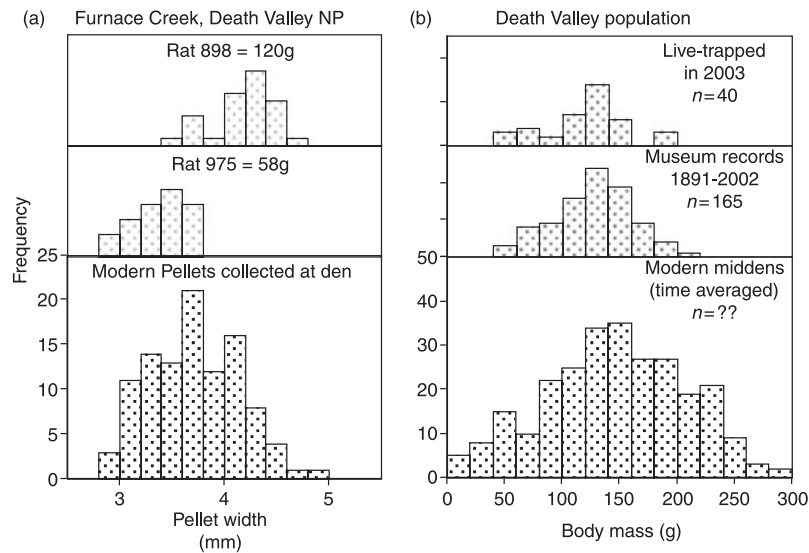 (a) Furnace Creek, Death Valley NP
Rat 898 = 120g
Rat 975 = 58g
Modern Pellets collected at den
Frequency
25
20
15
10
5
0
3 4 5
Pellet width
(mm)
(b) Death Valley population
Live-trapped
in 2003
n=40
Museum records
1891-2002
n=165
Modern middens
(time averaged)
n=??
50
40
30
20
10
0
0 50 100 150 200 250 300
Body mass (g)